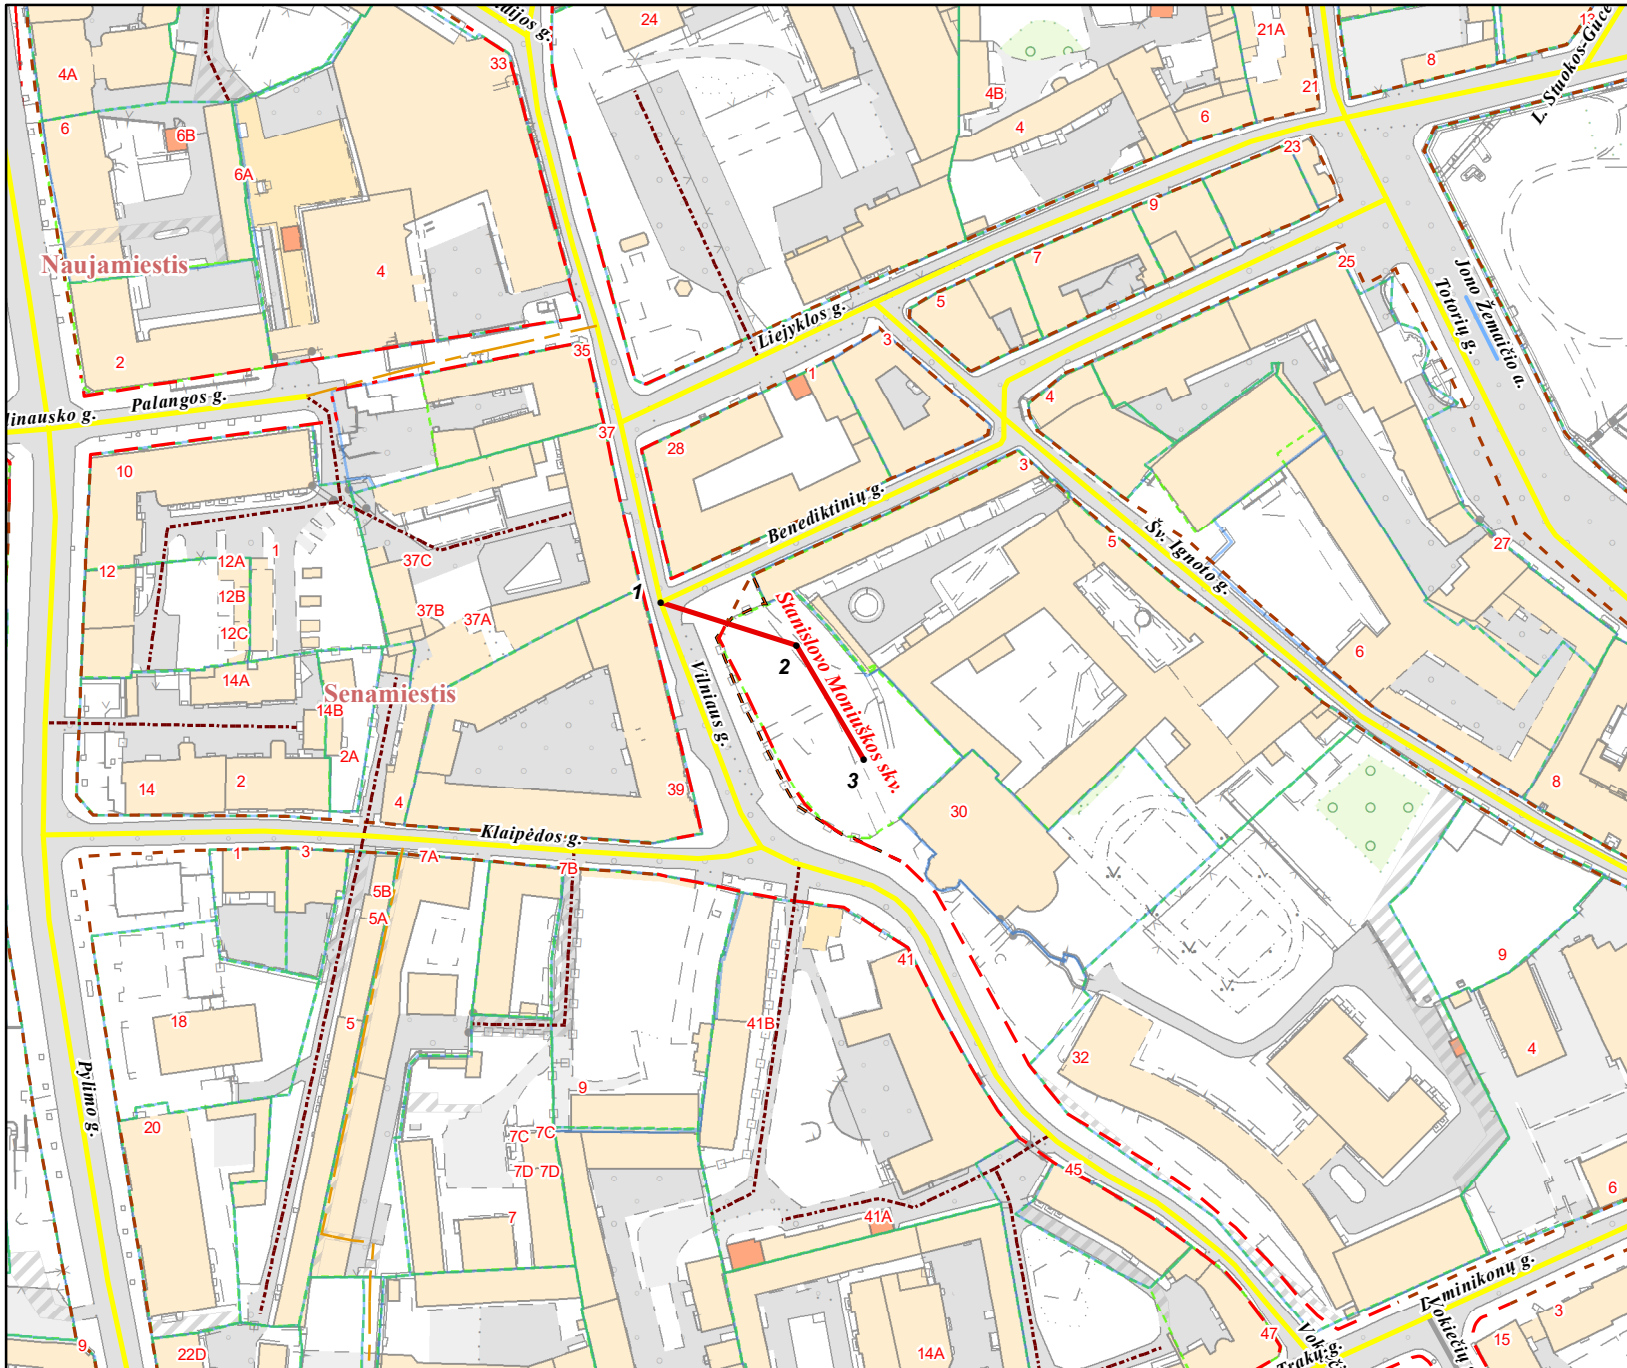 24
21A
13
8
33
4A
4B
21
L. Stuokos-Guce
6
6B
4
6
23
6A
9
Naujamiestis
4
7
25
5
Jono Žemaičio a.
Totorių g.
Liejyklos g.
3
35
2
1
4
Palangos g.
linausko g.
37
28
3
10
Benediktinių g.
5
Šv. Ignoto g.
27
1
12A
37C
12
12B
1
37B
37A
12C
Stanislovo Moniuškos skv.
6
2
14A
Senamiestis
Vilniaus g.
14B
2A
3
14
2
4
39
8
30
Klaipėdos g.
1
3
7A
7B
5B
5A
9
41
18
5
41B
4
32
Pylimo g.
9
20
7C
7C
7D
7D
45
6
7
41A
Dominikonų g.
3
9
22D
14A
47
15
Trakų g.